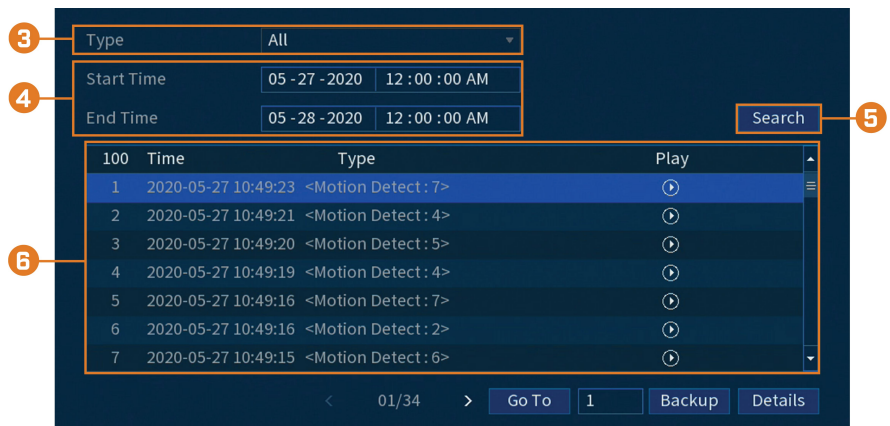 3 Type All
4 Start Time 05 - 27 - 2020 12 : 00 : 00 AM
End Time 05 - 28 - 2020 12 : 00 : 00 AM
Search 5
100 Time Type Play
1 2020-05-27 10:49:23 <Motion Detect : 7>
2 2020-05-27 10:49:21 <Motion Detect : 4>
3 2020-05-27 10:49:20 <Motion Detect : 5>
6
4 2020-05-27 10:49:19 <Motion Detect : 4>
5 2020-05-27 10:49:16 <Motion Detect : 7>
6 2020-05-27 10:49:16 <Motion Detect : 2>
7 2020-05-27 10:49:15 <Motion Detect : 6>
< 01/34 > Go To 1 Backup Details